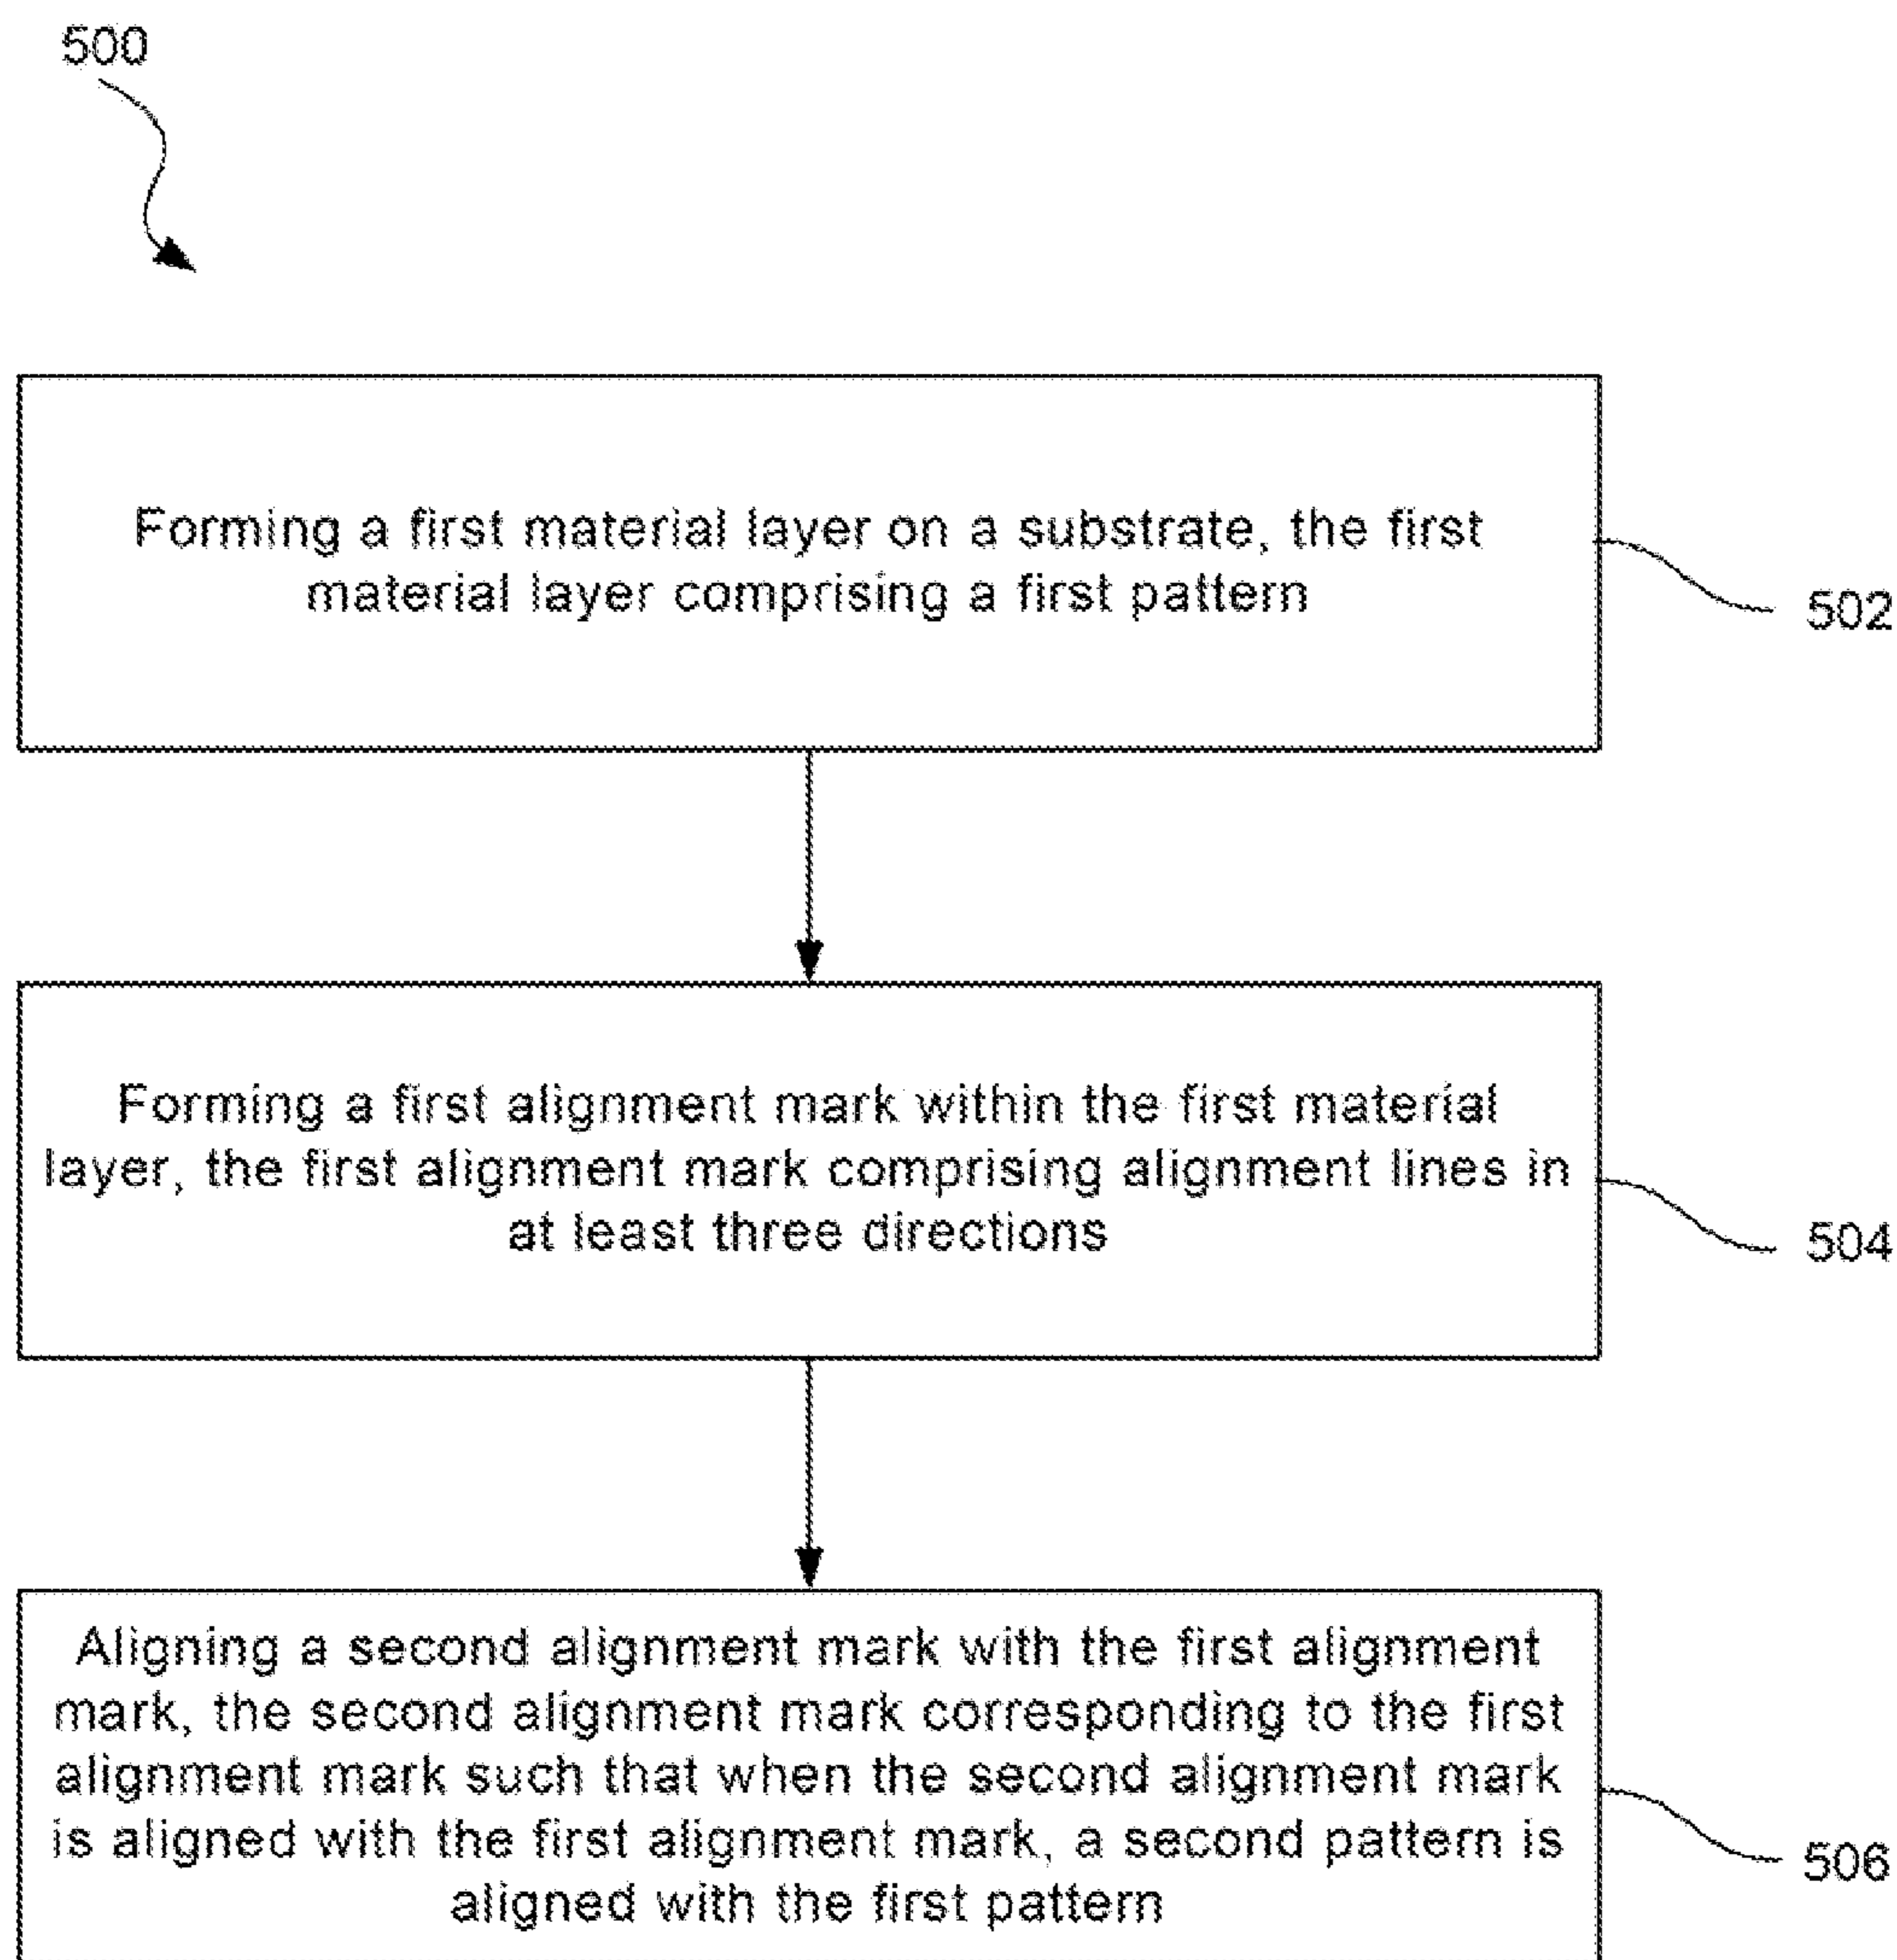 500
Forming a first material layer on a substrate, the first
material layer comprising a first pattern
502
Forming a first alignment mark within the first material
layer, the first alignment mark comprising alignment lines in
at least three directions
504
Aligning a second alignment mark with the first alignment
mark, the second alignment mark corresponding to the first
alignment mark such that when the second alignment mark
is aligned with the first alignment mark, a second pattern is
aligned with the first pattern
506